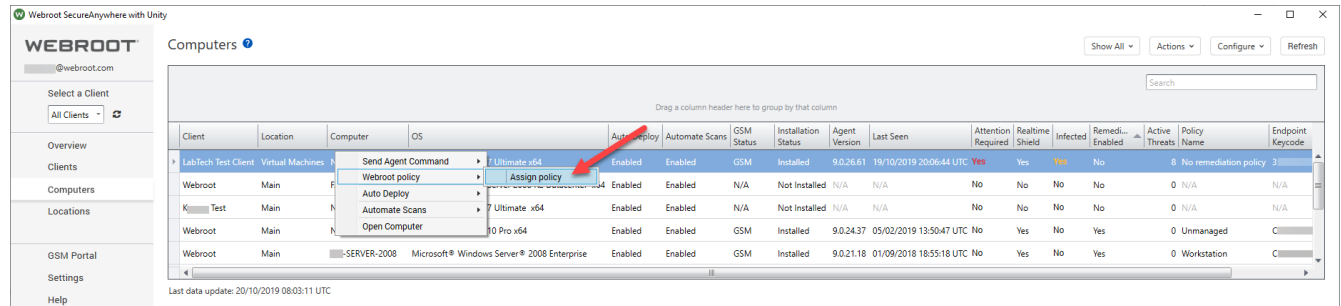 Webroot SecureAnywhere with Unity
WEBROOT
@webroot.com
Select a Client
All Clients
Overview
Clients
Computers
Locations
GSM Portal
Settings
Help
Computers
Show All Actions Configure Refresh
Search
Drag a column header here to group by that column
Client Location Computer OS Auto Deploy Automate Scans GSM Status Installation Status Agent Version Last Seen Attention Required Realtime Shield Infected Remedi... Enabled Active Threats Policy Name Endpoint Keycode
LabTech Test Client Virtual Machines N 7 Ultimate x64 Enabled Enabled GSM Installed 9.0.26.61 19/10/2019 20:06:44 UTC Yes Yes Yes No 8 No remediation policy 3
Webroot Main x64 Enabled Enabled N/A Not Installed N/A N/A No No No No 0 N/A N/A
K Test Main 7 Ultimate x64 Enabled Enabled N/A Not Installed N/A N/A No No No No 0 N/A N/A
Webroot Main 10 Pro x64 Enabled Enabled GSM Installed 9.0.24.37 05/02/2019 13:50:47 UTC No Yes No Yes 0 Unmanaged C
Webroot Main -SERVER-2008 Microsoft® Windows Server® 2008 Enterprise Enabled Enabled GSM Installed 9.0.21.18 01/09/2018 18:55:18 UTC No Yes No Yes 0 Workstation C
Send Agent Command
Webroot policy
Auto Deploy
Automate Scans
Open Computer
Assign policy
Last data update: 20/10/2019 08:03:11 UTC